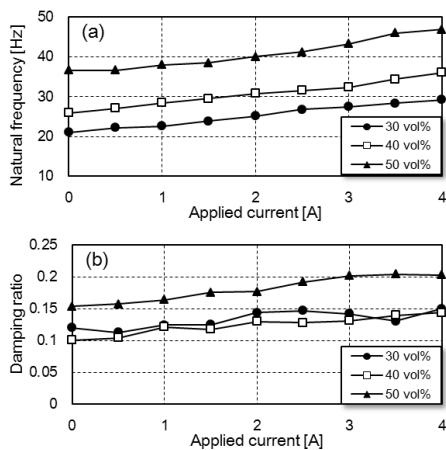 (a)
Natural frequency [Hz]
50
40
30
20
10
0
1
2
3
4
Applied current [A]
30 vol%
40 vol%
50 vol%
(b)
Damping ratio
0.25
0.2
0.15
0.1
0.05
0
0
1
2
3
4
Applied current [A]
30 vol%
40 vol%
50 vol%